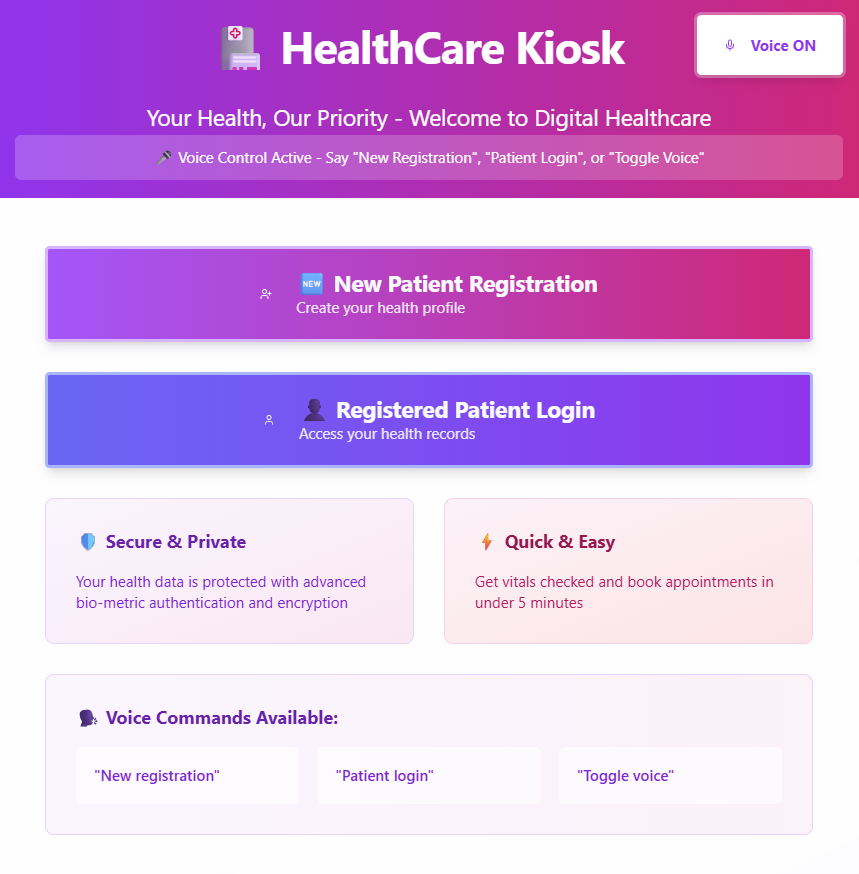 HealthCare Kiosk
Voice ON
Your Health, Our Priority - Welcome to Digital Healthcare
Voice Control Active - Say "New Registration", "Patient Login", or "Toggle Voice"
NEW New Patient Registration
Create your health profile
Registered Patient Login
Access your health records
Secure & Private
Your health data is protected with advanced
bio-metric authentication and encryption
Quick & Easy
Get vitals checked and book appointments in
under 5 minutes
Voice Commands Available:
"New registration"
"Patient login"
"Toggle voice"